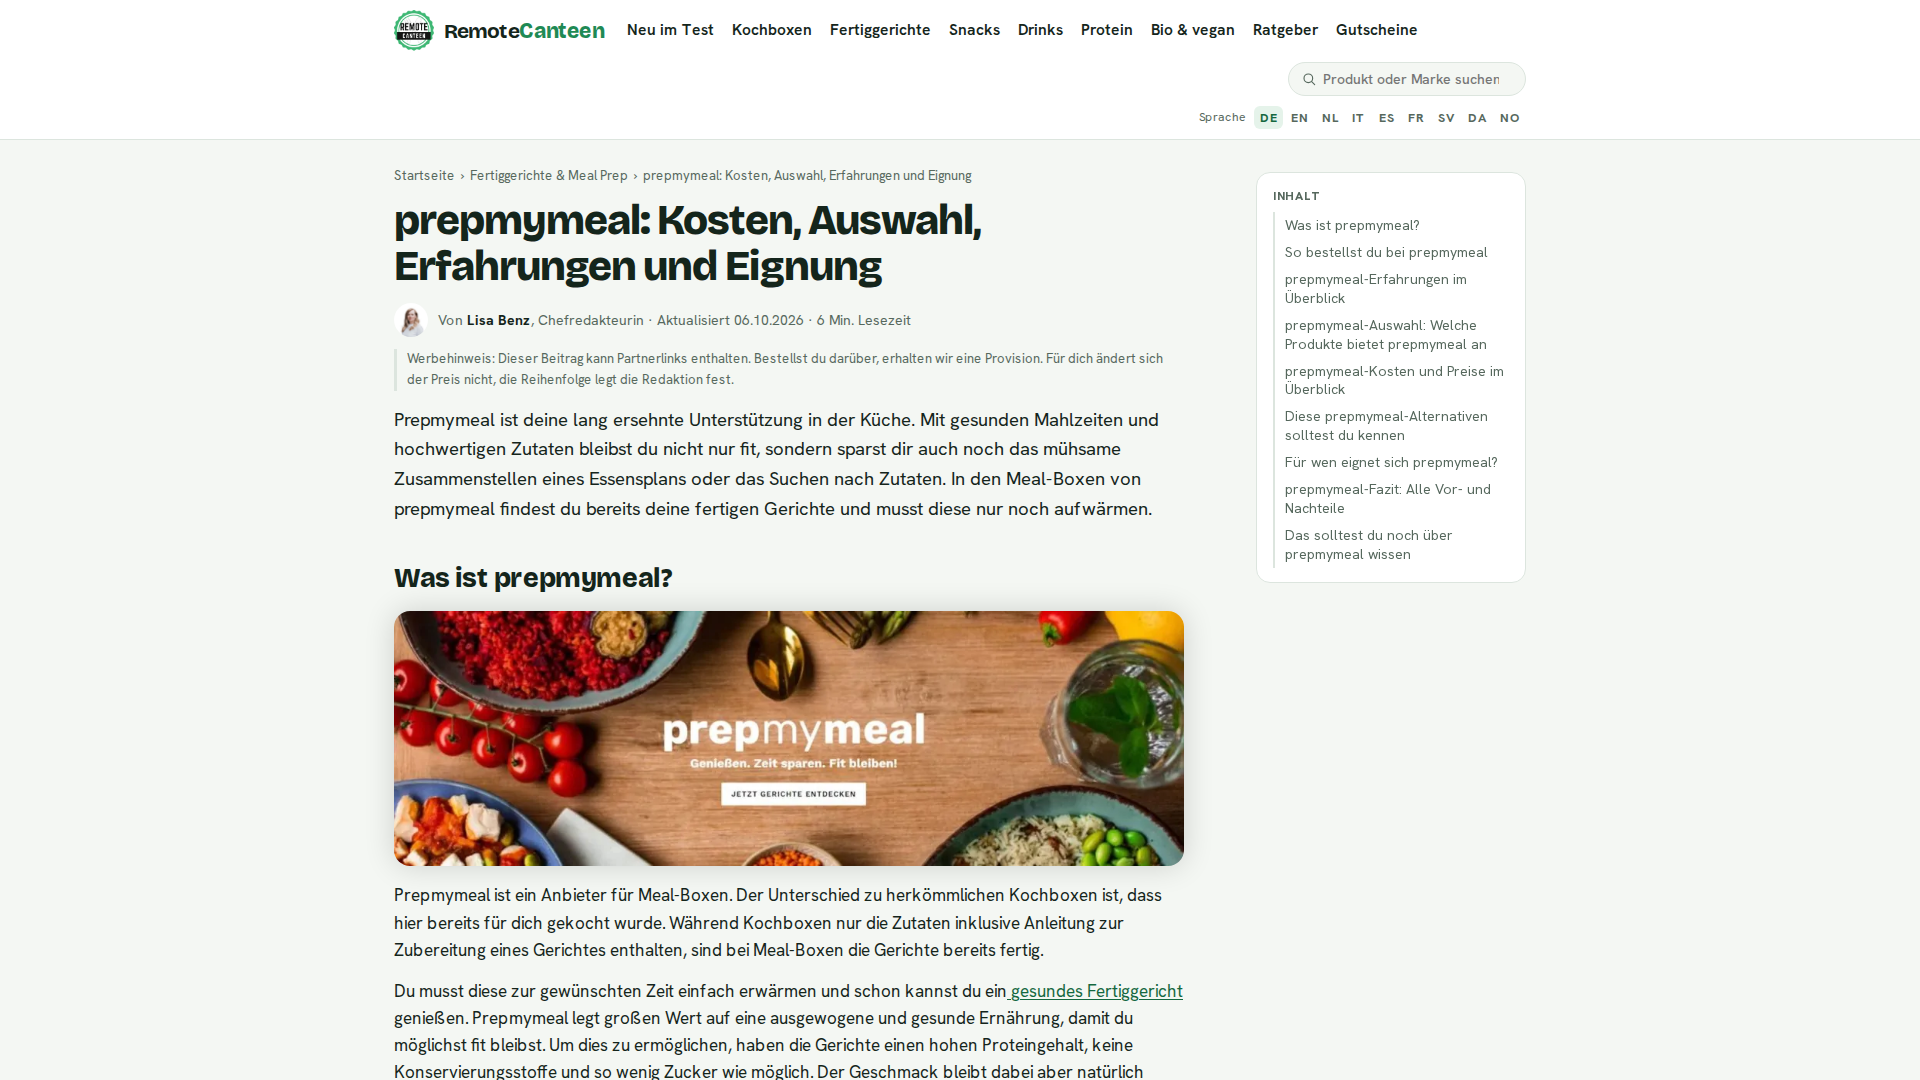 REMOTE
CANTEEN
RemoteCanteen
Neu im Test
Kochboxen
Fertiggerichte
Snacks
Drinks
Protein
Bio & vegan
Ratgeber
Gutscheine
Produkt oder Marke suchen
Sprache
DE
EN
NL
IT
ES
FR
SV
DA
NO
Startseite › Fertiggerichte & Meal Prep › prepmymeal: Kosten, Auswahl, Erfahrungen und Eignung
prepmymeal: Kosten, Auswahl,
Erfahrungen und Eignung
Von Lisa Benz, Chefredakteurin · Aktualisiert 06.10.2026 · 6 Min. Lesezeit
Werbehinweis: Dieser Beitrag kann Partnerlinks enthalten. Bestellst du darüber, erhalten wir eine Provision. Für dich ändert sich
der Preis nicht, die Reihenfolge legt die Redaktion fest.
Prepmymeal ist deine lang ersehnte Unterstützung in der Küche. Mit gesunden Mahlzeiten und
hochwertigen Zutaten bleibst du nicht nur fit, sondern sparst dir auch noch das mühsame
Zusammenstellen eines Essensplans oder das Suchen nach Zutaten. In den Meal-Boxen von
prepmymeal findest du bereits deine fertigen Gerichte und musst diese nur noch aufwärmen.
Was ist prepmymeal?
prepmymeal
Genießen. Zeit sparen. Fit bleiben!
JETZT GERICHTE ENTDECKEN
Prepmymeal ist ein Anbieter für Meal-Boxen. Der Unterschied zu herkömmlichen Kochboxen ist, dass
hier bereits für dich gekocht wurde. Während Kochboxen nur die Zutaten inklusive Anleitung zur
Zubereitung eines Gerichtes enthalten, sind bei Meal-Boxen die Gerichte bereits fertig.
Du musst diese zur gewünschten Zeit einfach erwärmen und schon kannst du ein gesundes Fertiggericht
genießen. Prepmymeal legt großen Wert auf eine ausgewogene und gesunde Ernährung, damit du
möglichst fit bleibst. Um dies zu ermöglichen, haben die Gerichte einen hohen Proteingehalt, keine
Konservierungsstoffe und so wenig Zucker wie möglich. Der Geschmack bleibt dabei aber natürlich
INHALT
Was ist prepmymeal?
So bestellst du bei prepmymeal
prepmymeal-Erfahrungen im
Überblick
prepmymeal-Auswahl: Welche
Produkte bietet prepmymeal an
prepmymeal-Kosten und Preise im
Überblick
Diese prepmymeal-Alternativen
solltest du kennen
Für wen eignet sich prepmymeal?
prepmymeal-Fazit: Alle Vor- und
Nachteile
Das solltest du noch über
prepmymeal wissen